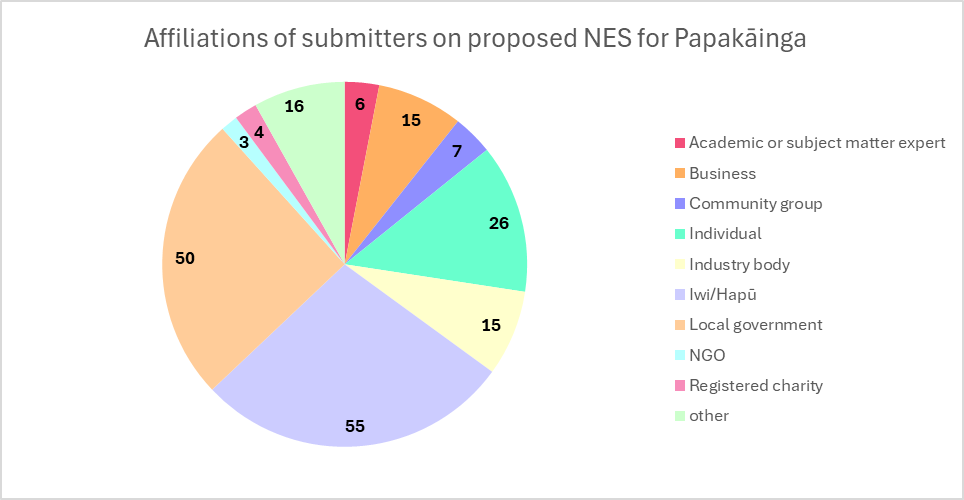 Affiliations of submitters on proposed NES for Papakāinga
6
15
7
26
15
55
50
3
4
16
Academic or subject matter expert
Business
Community group
Individual
Industry body
Iwi/Hapū
Local government
NGO
Registered charity
other